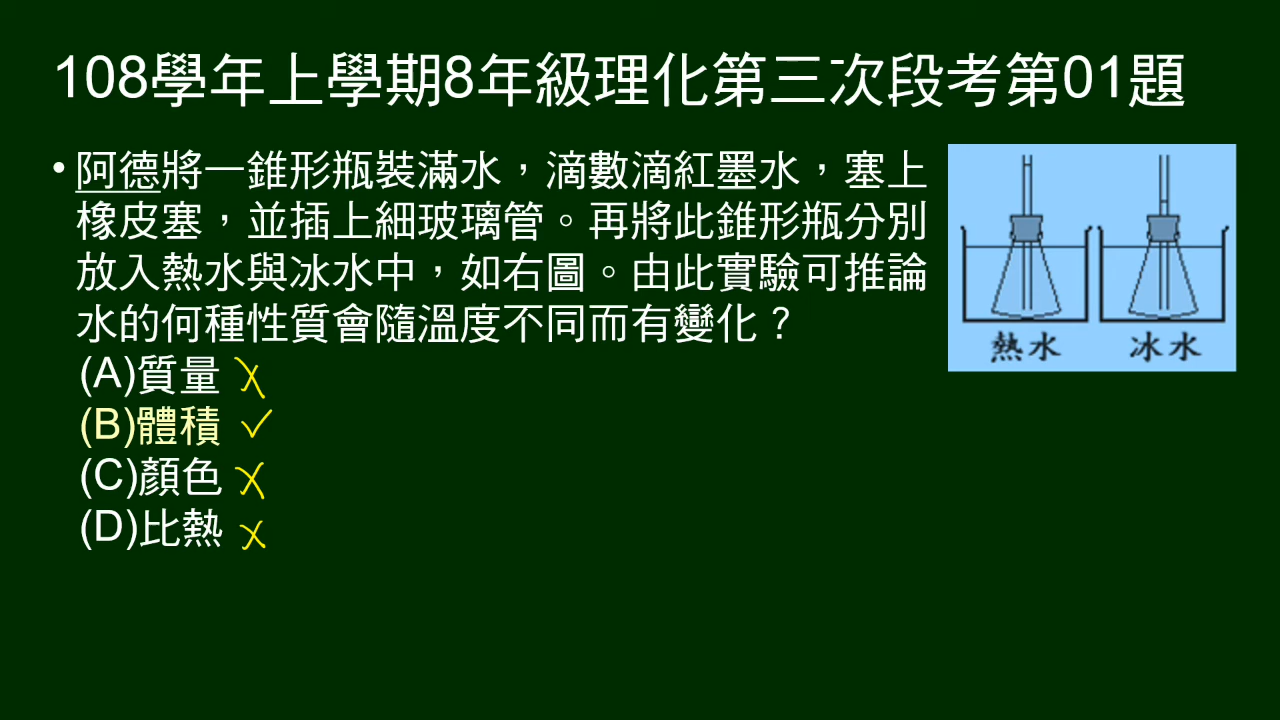 108學年上學期8年級理化第三次段考第01題
•阿德將一錐形瓶裝滿水，滴數滴紅墨水，塞上
橡皮塞，並插上細玻璃管。再將此錐形瓶分別
放入熱水與冰水中，如右圖。由此實驗可推論
水的何種性質會隨溫度不同而有變化？
(A)質量
(B)體積
(C)顏色
(D)比熱
熱水 冰水